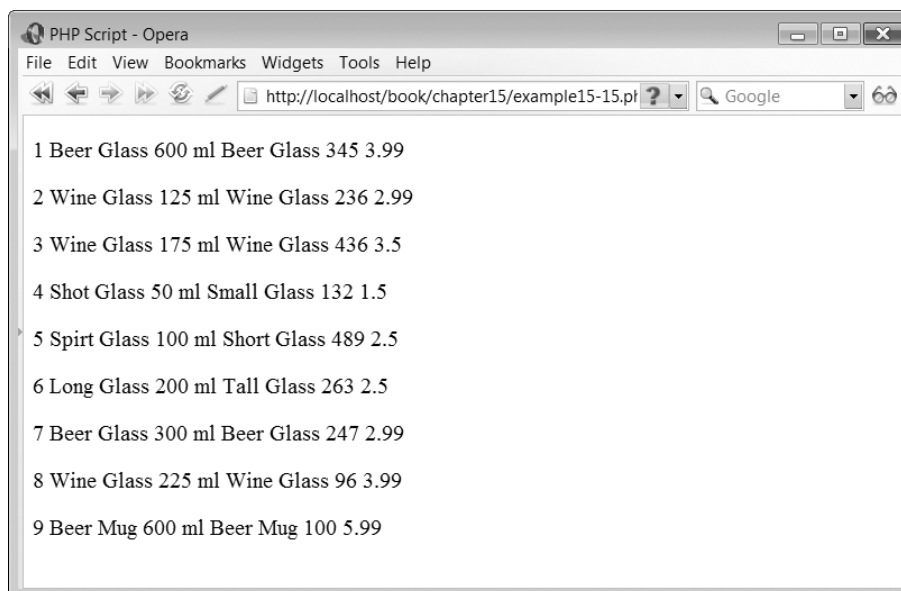 PHP Script - Opera
File Edit View Bookmarks Widgets Tools Help
http://localhost/book/chapter15/example15-15.ph ? Google
1 Beer Glass 600 ml Beer Glass 345 3.99
2 Wine Glass 125 ml Wine Glass 236 2.99
3 Wine Glass 175 ml Wine Glass 436 3.5
4 Shot Glass 50 ml Small Glass 132 1.5
5 Spirt Glass 100 ml Short Glass 489 2.5
6 Long Glass 200 ml Tall Glass 263 2.5
7 Beer Glass 300 ml Beer Glass 247 2.99
8 Wine Glass 225 ml Wine Glass 96 3.99
9 Beer Mug 600 ml Beer Mug 100 5.99